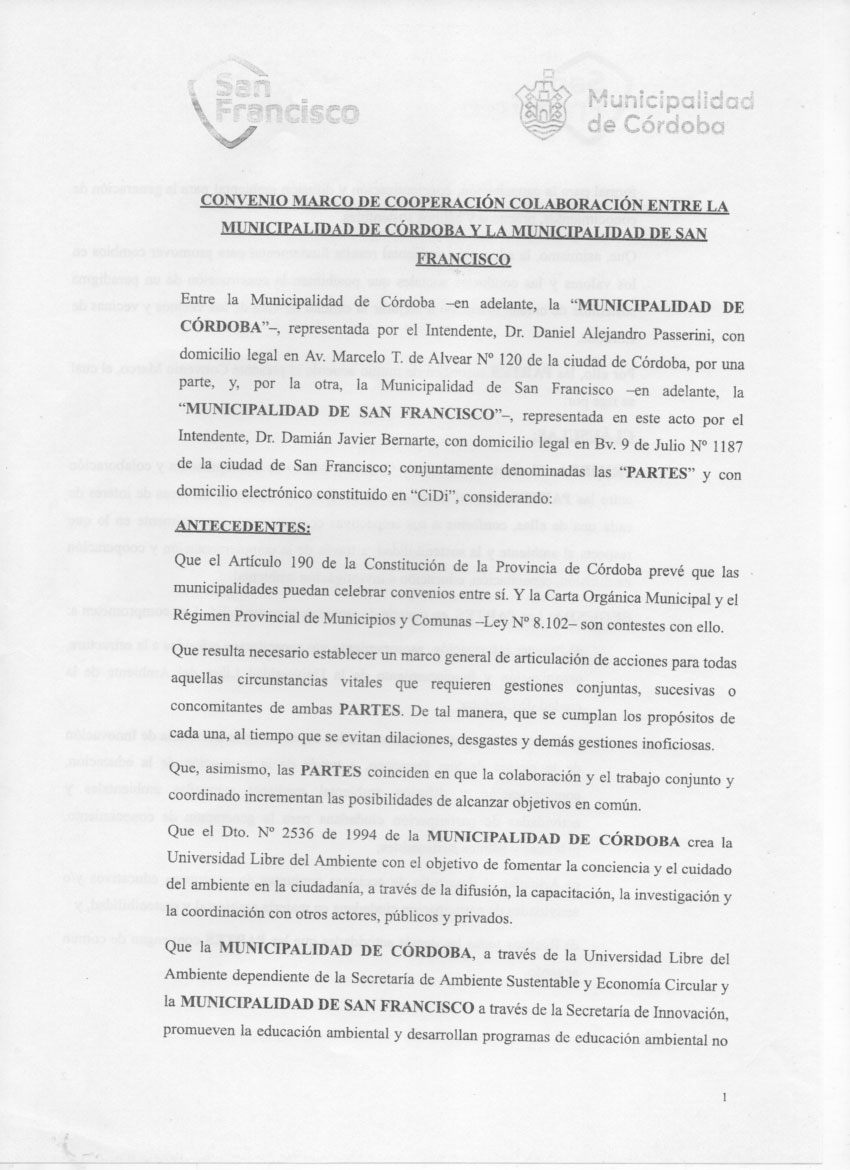 San
Francisco
Municipalidad
de Córdoba
CONVENIO MARCO DE COOPERACIÓN COLABORACIÓN ENTRE LA
MUNICIPALIDAD DE CÓRDOBA Y LA MUNICIPALIDAD DE SAN
FRANCISCO
Entre la Municipalidad de Córdoba –en adelante, la “MUNICIPALIDAD DE
CÓRDOBA”–, representada por el Intendente, Dr. Daniel Alejandro Passerini, con
domicilio legal en Av. Marcelo T. de Alvear Nº 120 de la ciudad de Córdoba, por una
parte, y, por la otra, la Municipalidad de San Francisco –en adelante, la
“MUNICIPALIDAD DE SAN FRANCISCO”–, representada en este acto por el
Intendente, Dr. Damián Javier Bernarte, con domicilio legal en Bv. 9 de Julio Nº 1187
de la ciudad de San Francisco; conjuntamente denominadas las “PARTES” y con
domicilio electrónico constituido en “CiDi”, considerando:
ANTECEDENTES:
Que el Artículo 190 de la Constitución de la Provincia de Córdoba prevé que las
municipalidades puedan celebrar convenios entre sí. Y la Carta Orgánica Municipal y el
Régimen Provincial de Municipios y Comunas –Ley Nº 8.102– son contestes con ello.
Que resulta necesario establecer un marco general de articulación de acciones para todas
aquellas circunstancias vitales que requieren gestiones conjuntas, sucesivas o
concomitantes de ambas PARTES. De tal manera, que se cumplan los propósitos de
cada una, al tiempo que se evitan dilaciones, desgastes y demás gestiones inoficiosas.
Que, asimismo, las PARTES coinciden en que la colaboración y el trabajo conjunto y
coordinado incrementan las posibilidades de alcanzar objetivos en común.
Que el Dto. Nº 2536 de 1994 de la MUNICIPALIDAD DE CÓRDOBA crea la
Universidad Libre del Ambiente con el objetivo de fomentar la conciencia y el cuidado
del ambiente en la ciudadanía, a través de la difusión, la capacitación, la investigación y
la coordinación con otros actores, públicos y privados.
Que la MUNICIPALIDAD DE CÓRDOBA, a través de la Universidad Libre del
Ambiente dependiente de la Secretaría de Ambiente Sustentable y Economía Circular y
la MUNICIPALIDAD DE SAN FRANCISCO a través de la Secretaría de Innovación,
promueven la educación ambiental y desarrollan programas de educación ambiental no
1